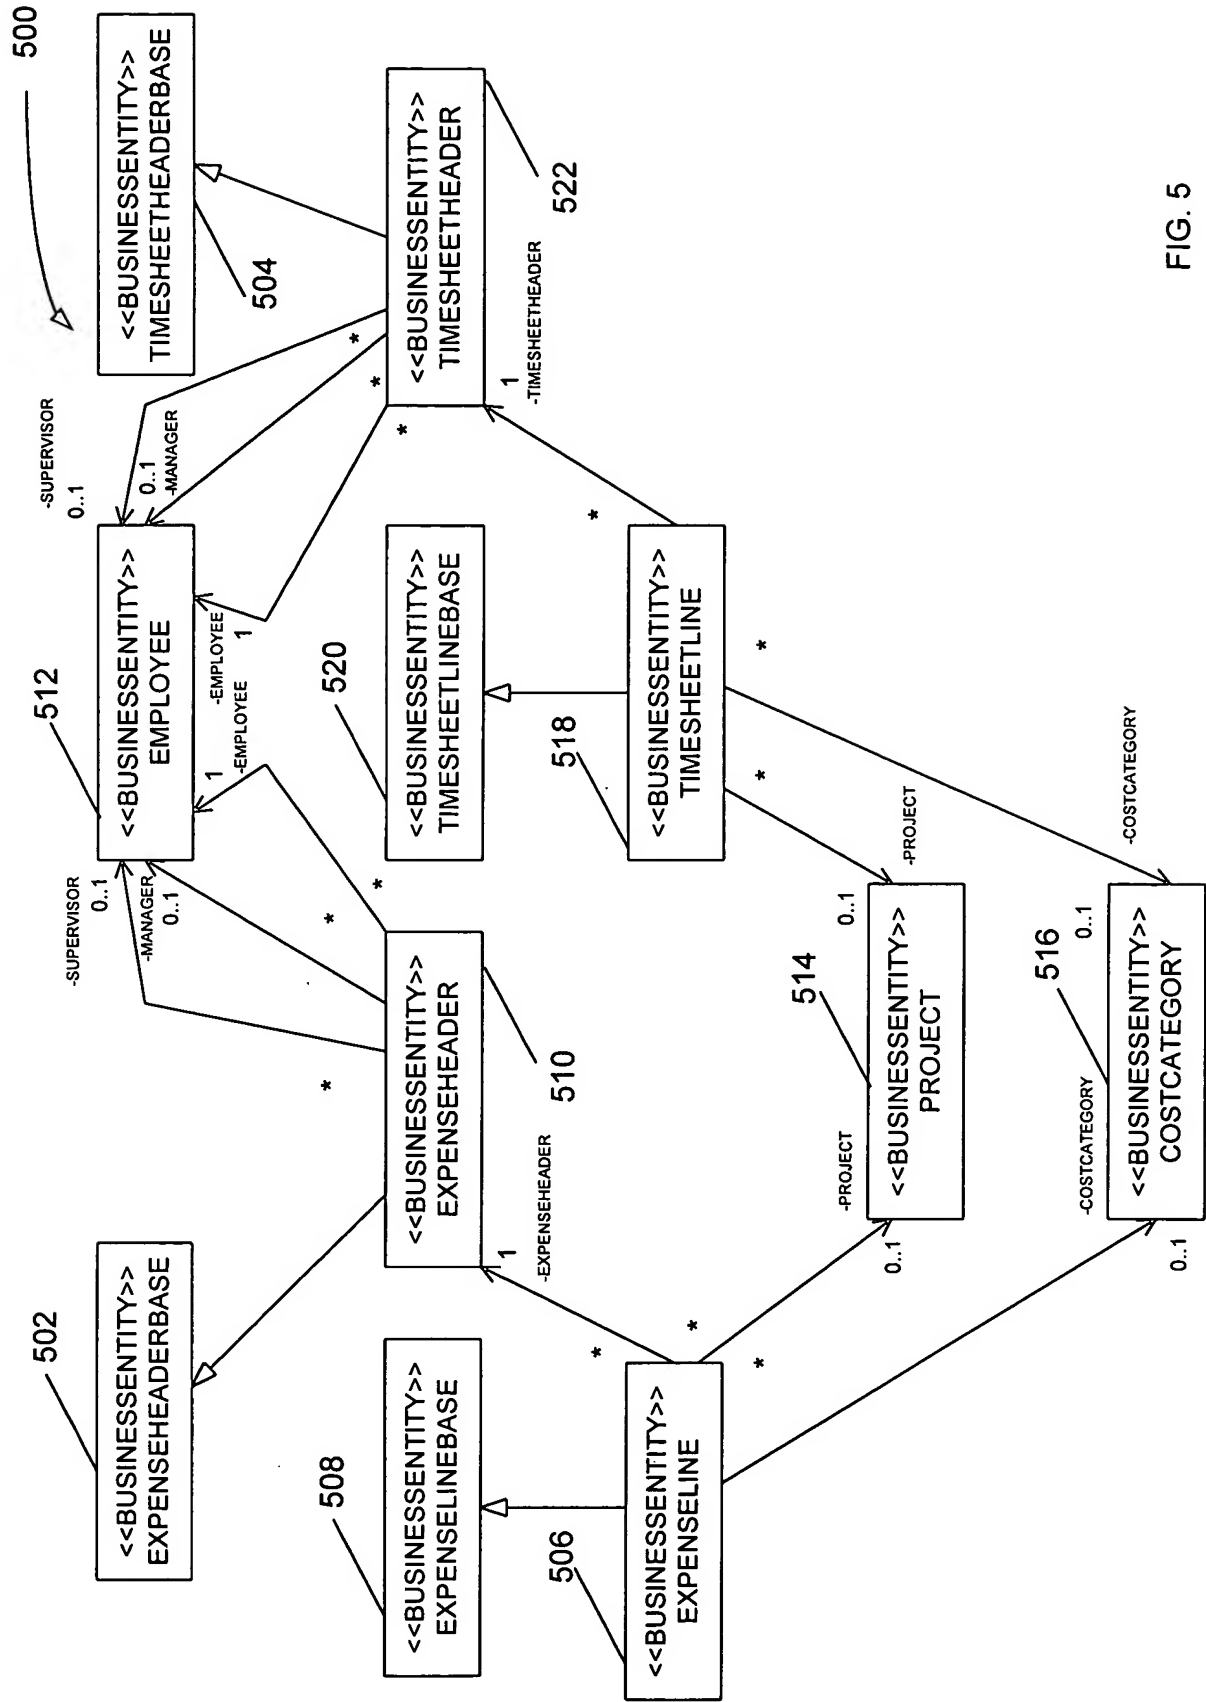 500
502
<<BUSINESSENTITY>>
EXPENSEHEADERBASE
512
<<BUSINESSENTITY>>
EMPLOYEE
<<BUSINESSENTITY>>
TIMESHEETHEADERBASE
504
-SUPERVISOR
0..1
-MANAGER
0..1
1
-EMPLOYEE
-EMPLOYEE
1
-SUPERVISOR
0..1
0..1
-MANAGER
*
*
*
*
*
*
508
<<BUSINESSENTITY>>
EXPENSELINEBASE
<<BUSINESSENTITY>>
EXPENSEHEADER
510
520
<<BUSINESSENTITY>>
TIMESHEETLINEBASE
<<BUSINESSENTITY>>
TIMESHEETHEADER
522
1
-EXPENSEHEADER
1
-TIMESHEETHEADER
506
<<BUSINESSENTITY>>
EXPENSELINE
*
*
*
518
<<BUSINESSENTITY>>
TIMESHEETLINE
*
*
*
-PROJECT
0..1
514
<<BUSINESSENTITY>>
PROJECT
0..1
-PROJECT
-COSTCATEGORY
0..1
516
<<BUSINESSENTITY>>
COSTCATEGORY
0..1
-COSTCATEGORY
FIG. 5